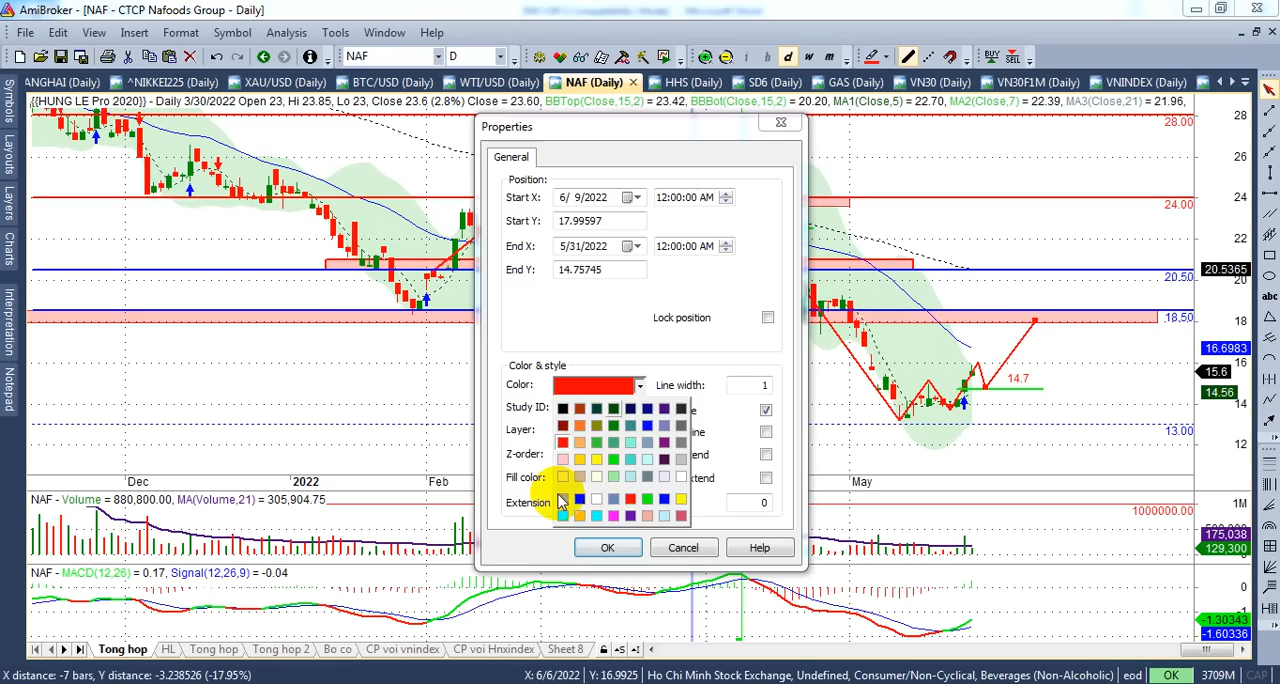 AmiBroker - [NAF - CTCP Nafoods Group - Daily]
File Edit View Insert Format Symbol Analysis Tools Window Help
NAF D i h d w m BUY SELL
ANGHAI (Daily) ^NIKKEI225 (Daily) XAU/USD (Daily) BTC/USD (Daily) WTI/USD (Daily) NAF (Daily) HHS (Daily) SD6 (Daily) GAS (Daily) VN30 (Daily) VN30F1M (Daily) VNINDEX (Daily)
{{HUNG LE Pro 2020}} - Daily 3/3/2022 Open 23, Hi 23.85, Lo 23, Close 23.6 (2.8%) Close = 23.60, BBTop(Close,15,2) = 23.42, BBBot(Close,15,2) = 20.20, MA1(Close,5) = 22.70, MA2(Close,7) = 22.39, MA3(Close,21) = 21.96,
Symbols
Layouts
Layers
Charts
Interpretation
Notepad
Properties
General
Position:
Start X: 6/ 9/2022 12:00:00 AM
Start Y: 17.99597
End X: 5/31/2022 12:00:00 AM
End Y: 14.75745
Lock position
Color & style
Color: Line width: 1
Study ID:
Layer:
Z-order:
Fill color:
Extension 0
OK Cancel Help
28.00
24.00
20.50
18.50
14.7
13.00
28
26
24
22
20.5365
20
18
16.6983
16
15.6
14.56
14
12
Dec 2022 Feb May
NAF - Volume = 880,800.00, MA(Volume,21) = 305,904.75
1M
1000000.00
175,038
129,300
NAF - MACD(12,26) = 0.17, Signal(12,26,9) = -0.04
0
-1
-1.30343
-1.60336
Tong hop HL Tong hop Tong hop 2 Bo co CP voi vnindex CP voi Hnxindex Sheet 8
X distance: -7 bars, Y distance: -3.238526 (-17.95%) X: 6/6/2022 Y: 16.9925 Ho Chi Minh Stock Exchange, Undefined, Consumer/Non-Cyclical, Beverages (Non-Alcoholic) eod OK 3709M CAP